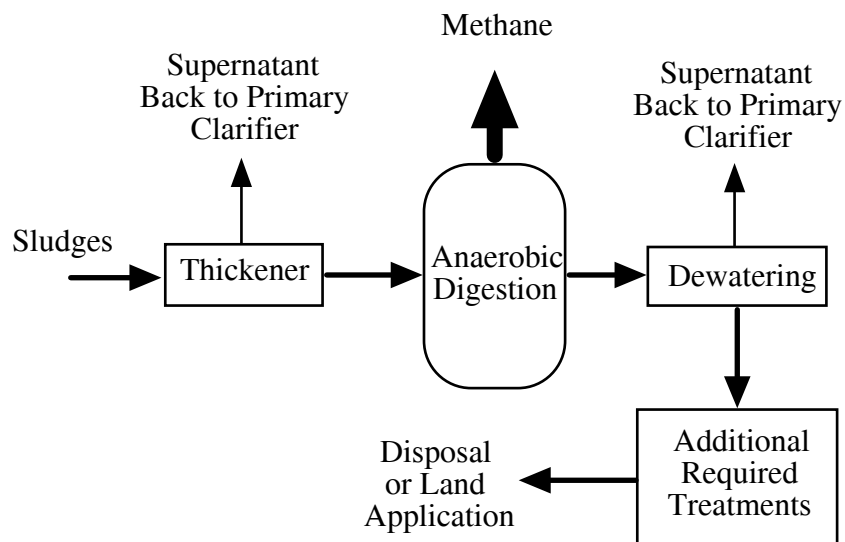 Methane
Supernatant
Back to Primary
Clarifier
Supernatant
Back to Primary
Clarifier
Sludges
Thickener
Anaerobic
Digestion
Dewatering
Additional
Required
Treatments
Disposal
or Land
Application